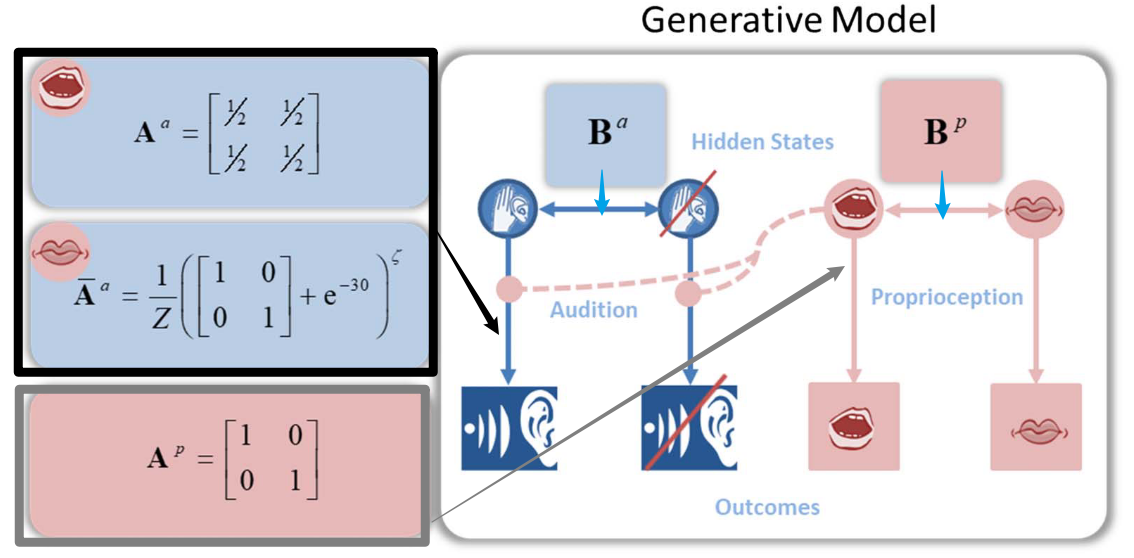 Generative Model
A^a = [½ ½
½ ½]
Ā^a = 1/Z ([1 0
0 1] + e^−30)^ζ
A^p = [1 0
0 1]
B^a
B^p
Hidden States
Audition
Proprioception
Outcomes